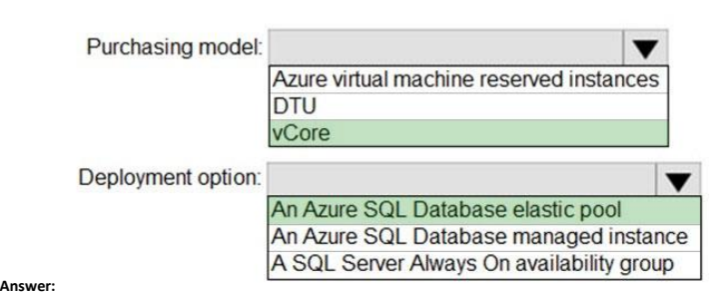 Purchasing model:
Azure virtual machine reserved instances
DTU
vCore
Deployment option:
An Azure SQL Database elastic pool
An Azure SQL Database managed instance
A SQL Server Always On availability group
Answer: